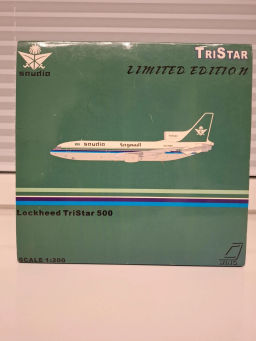 saudia
TRISTAR
LIMITED EDITION
saudia
Lockheed TriStar 500
SCALE 1:200